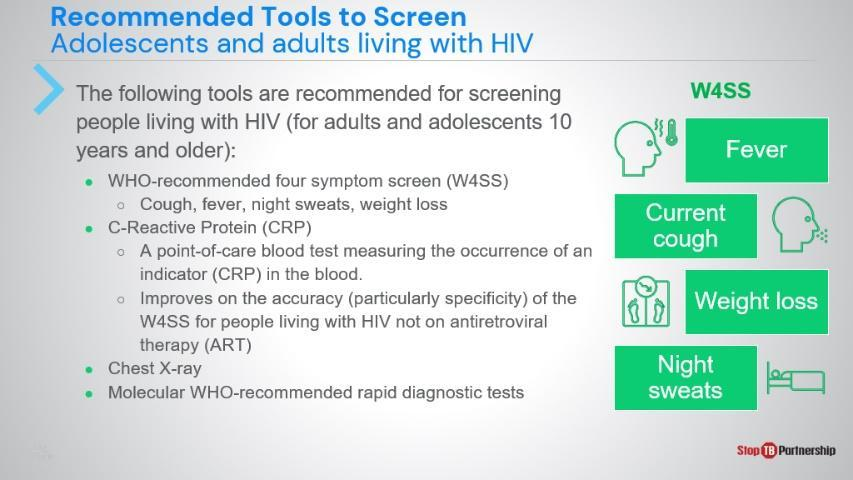 Recommended Tools to Screen
Adolescents and adults living with HIV
The following tools are recommended for screening
people living with HIV (for adults and adolescents 10
years and older):
WHO-recommended four symptom screen (W4SS)
Cough, fever, night sweats, weight loss
C-Reactive Protein (CRP)
A point-of-care blood test measuring the occurrence of an
indicator (CRP) in the blood.
Improves on the accuracy (particularly specificity) of the
W4SS for people living with HIV not on antiretroviral
therapy (ART)
Chest X-ray
Molecular WHO-recommended rapid diagnostic tests
W4SS
Fever
Current
cough
Weight loss
Night
sweats
Stop TB Partnership